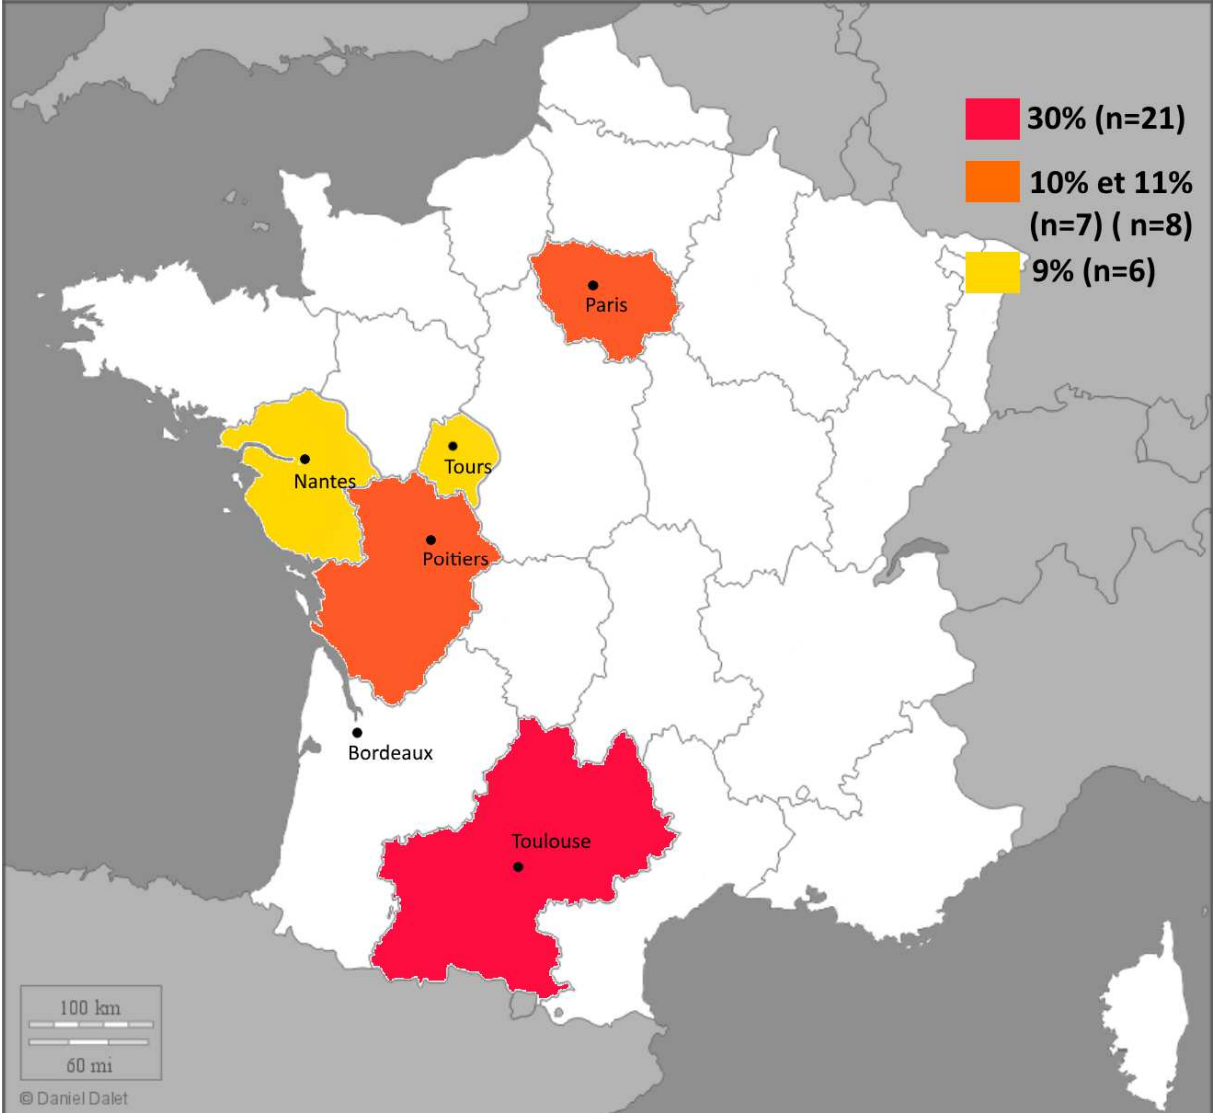 30% (n=21)
10% et 11%
(n=7) ( n=8)
9% (n=6)
Paris
Tours
Nantes
Poitiers
Bordeaux
Toulouse
100 km
60 mi
© Daniel Dalet